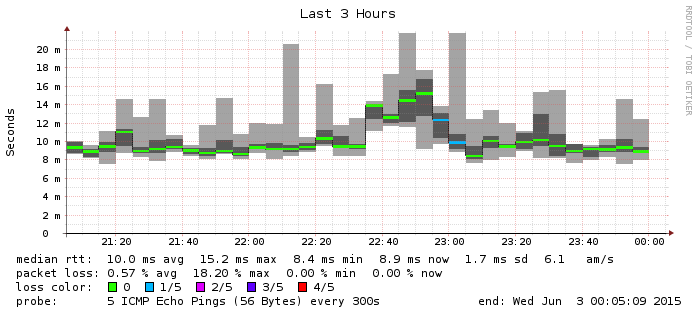 Last 3 Hours
RRDTOOL / TOBI OETIKER
Seconds
20 m
18 m
16 m
14 m
12 m
10 m
8 m
6 m
4 m
2 m
0
21:20 21:40 22:00 22:20 22:40 23:00 23:20 23:40 00:00
median rtt: 10.0 ms avg 15.2 ms max 8.4 ms min 8.9 ms now 1.7 ms sd 6.1 am/s
packet loss: 0.57 % avg 18.20 % max 0.00 % min 0.00 % now
loss color: 0 1/5 2/5 3/5 4/5
probe: 5 ICMP Echo Pings (56 Bytes) every 300s end: Wed Jun 3 00:05:09 2015